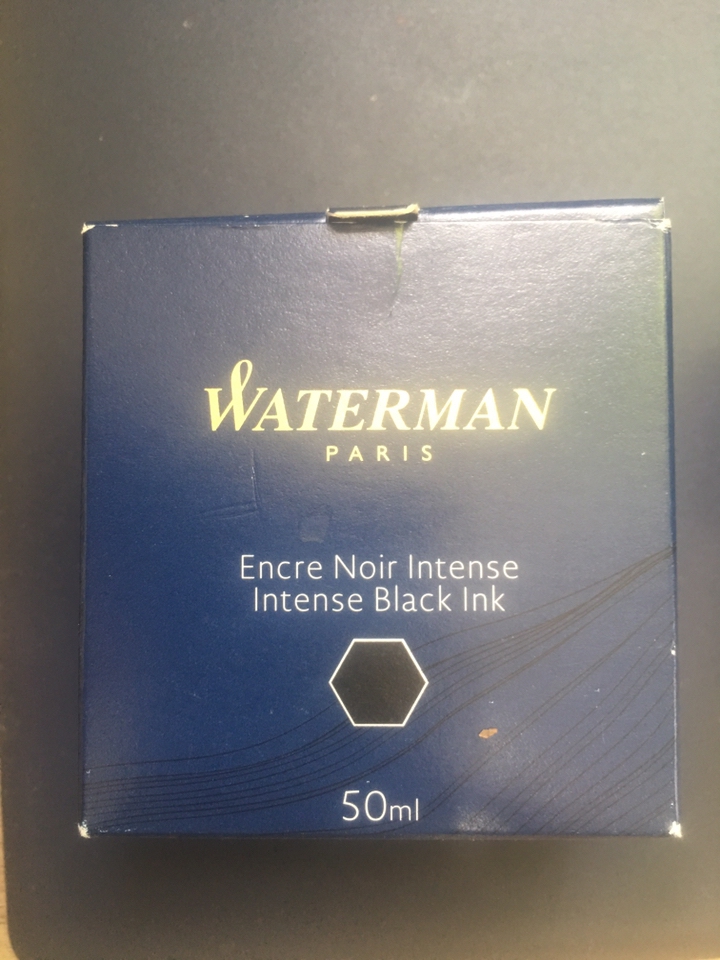 WATERMAN
PARIS
Encre Noir Intense
Intense Black Ink
50ml